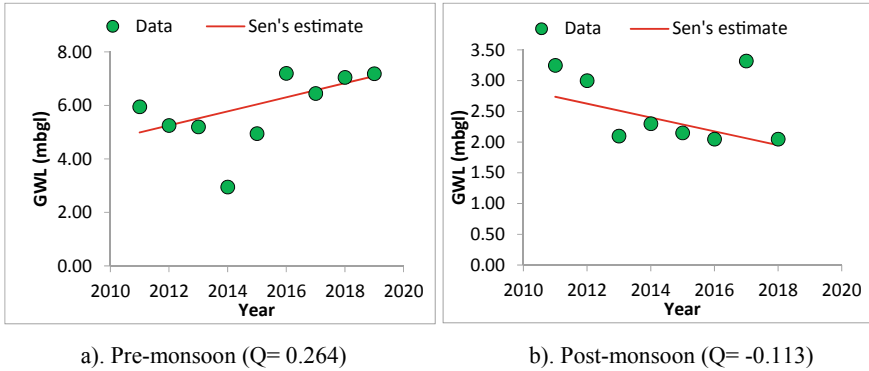 Data Sen's estimate
8.00
6.00
4.00
2.00
0.00
GWL (mbgl)
2010 2012 2014 2016 2018 2020
Year
a). Pre-monsoon (Q= 0.264)
Data Sen's estimate
3.50
3.00
2.50
2.00
1.50
1.00
0.50
0.00
GWL (mbgl)
2010 2012 2014 2016 2018 2020
Year
b). Post-monsoon (Q= -0.113)